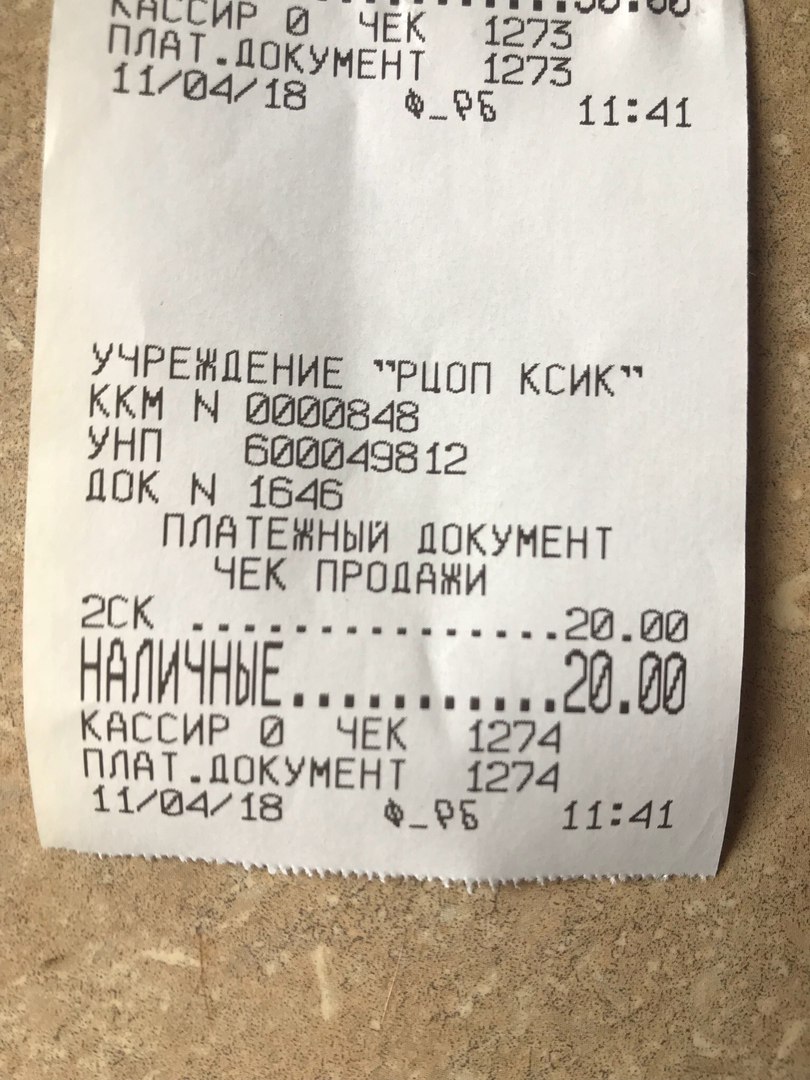 КАССИР 0 ЧЕК 1273
ПЛАТ.ДОКУМЕНТ 1273
11/04/18 Ф_РБ 11:41
УЧРЕЖДЕНИЕ "РЦОП КСИК"
ККМ N 0000848
УНП 600049812
ДОК N 1646
ПЛАТЕЖНЫЙ ДОКУМЕНТ
ЧЕК ПРОДАЖИ
2СК ...............20.00
НАЛИЧНЫЕ...........20.00
КАССИР 0 ЧЕК 1274
ПЛАТ.ДОКУМЕНТ 1274
11/04/18 Ф_РБ 11:41